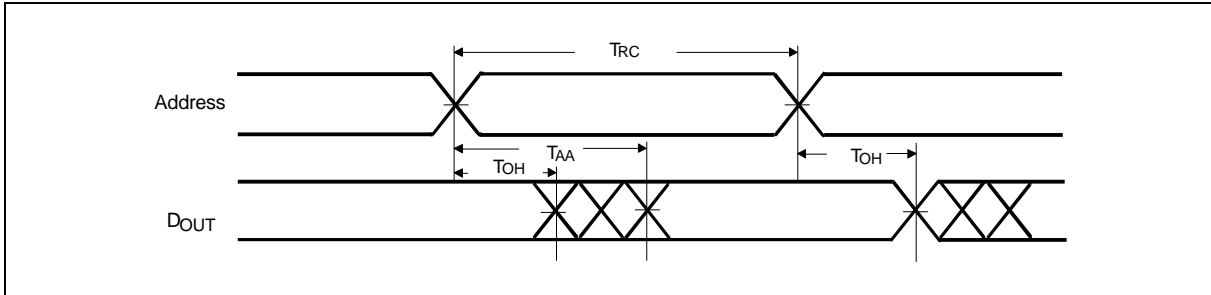 TRC
Address
TAA
TOH
TOH
DOUT